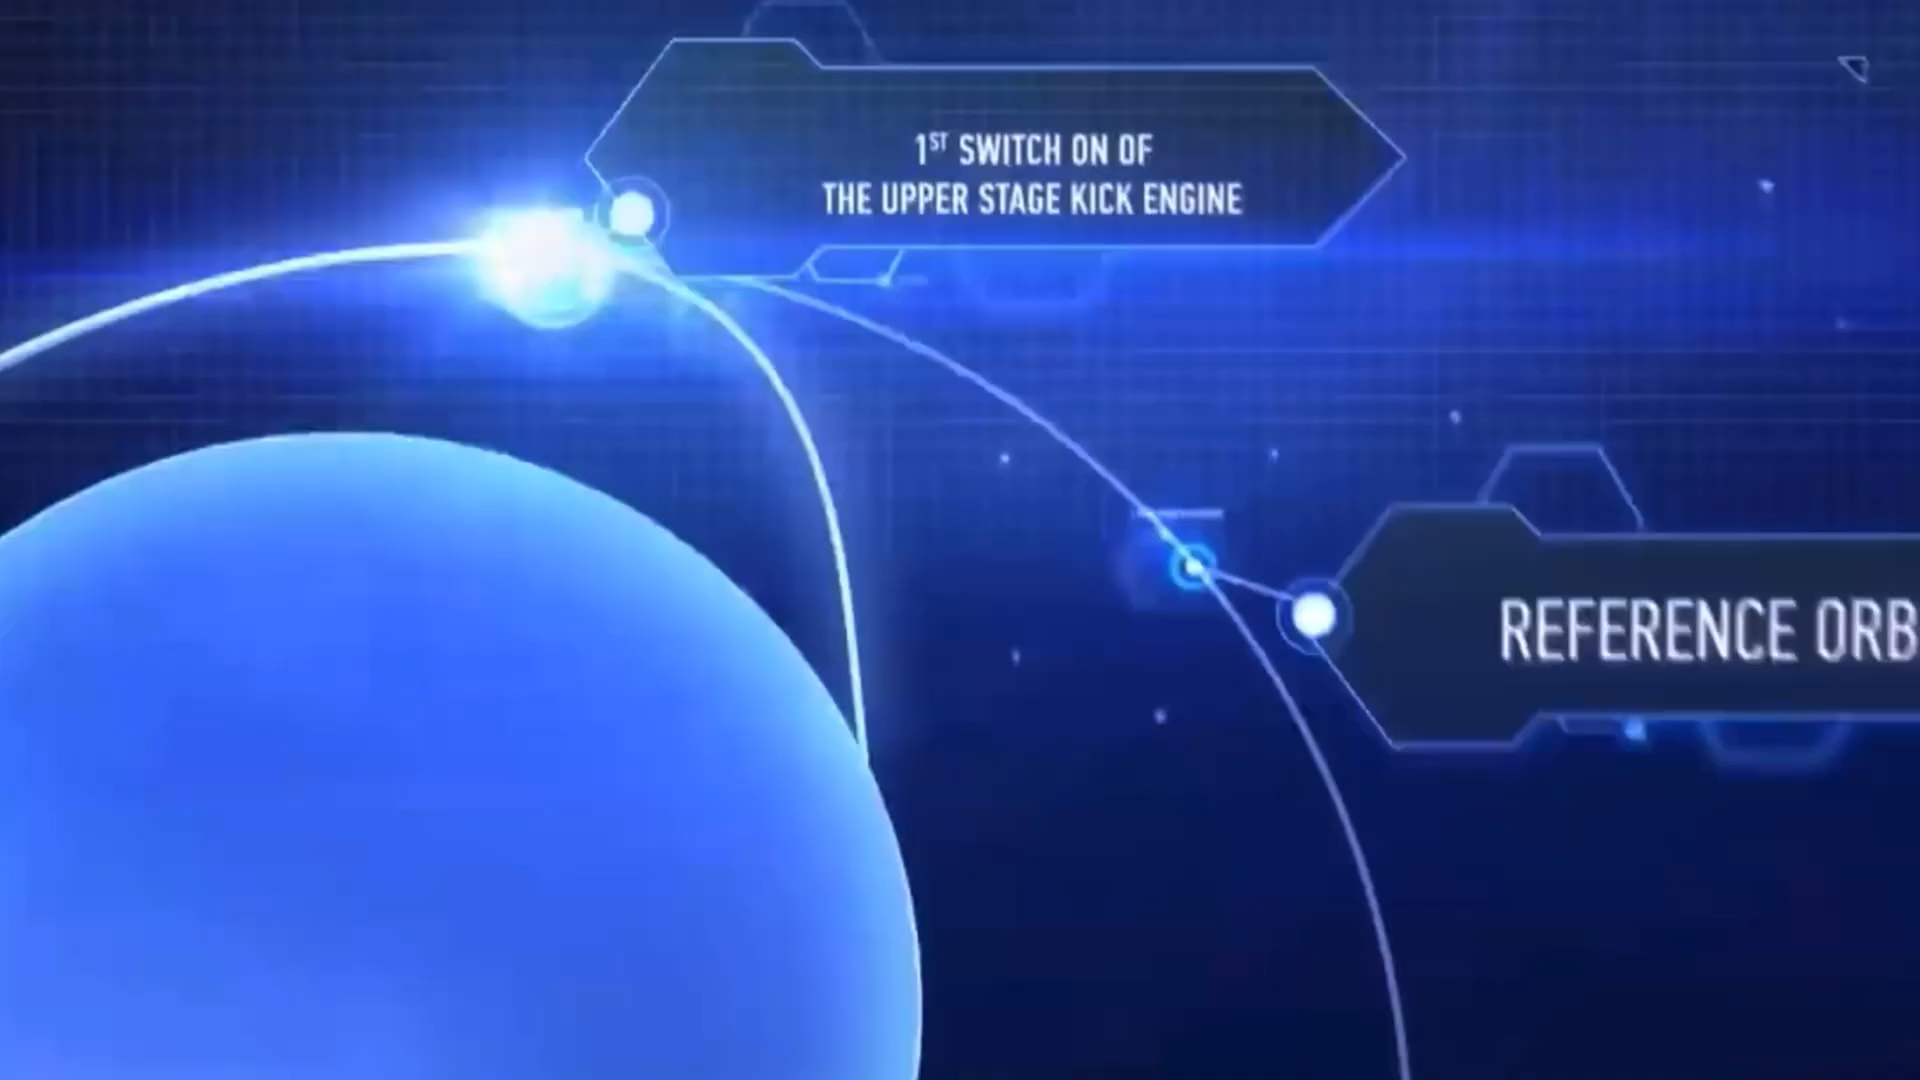 1ST SWITCH ON OF
THE UPPER STAGE KICK ENGINE
REFERENCE ORB